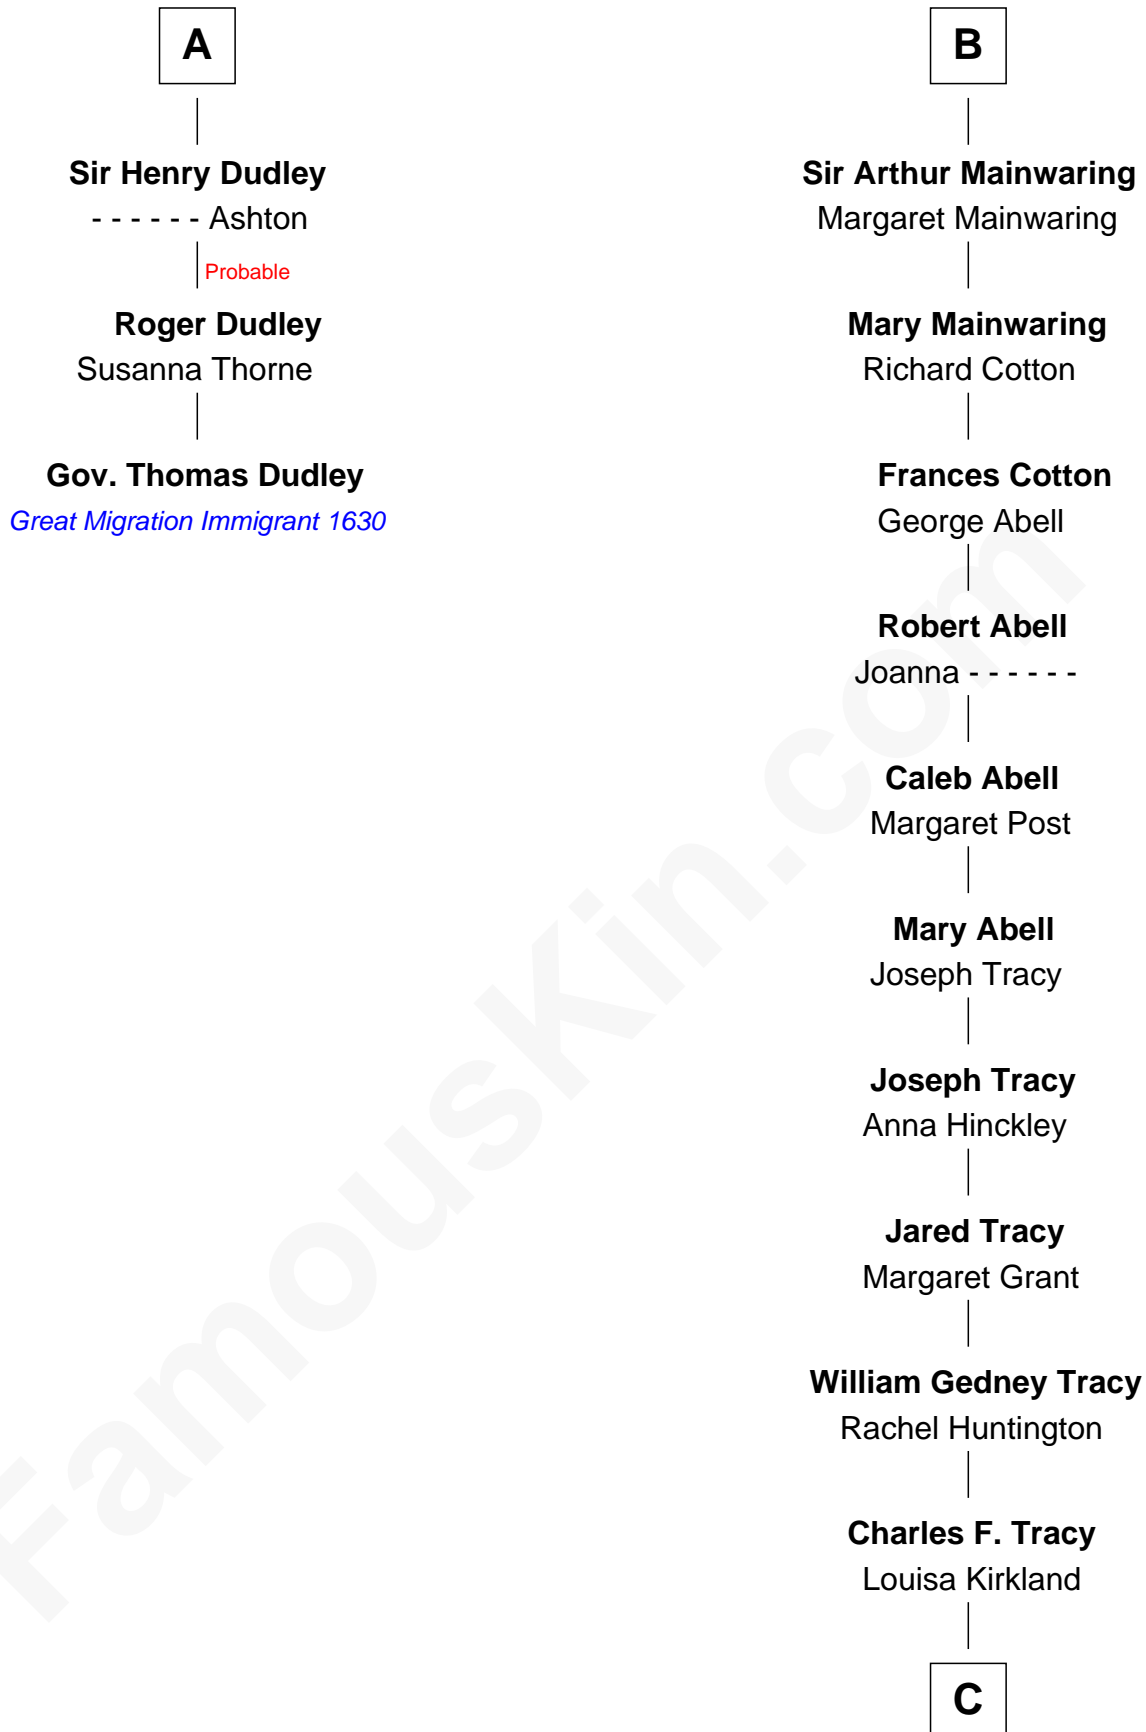 A
Sir Henry Dudley
- - - - - - Ashton
Probable
Roger Dudley
Susanna Thorne
Gov. Thomas Dudley
Great Migration Immigrant 1630
B
Sir Arthur Mainwaring
Margaret Mainwaring
Mary Mainwaring
Richard Cotton
Frances Cotton
George Abell
Robert Abell
Joanna - - - - - -
Caleb Abell
Margaret Post
Mary Abell
Joseph Tracy
Joseph Tracy
Anna Hinckley
Jared Tracy
Margaret Grant
William Gedney Tracy
Rachel Huntington
Charles F. Tracy
Louisa Kirkland
C
FamousKin.com